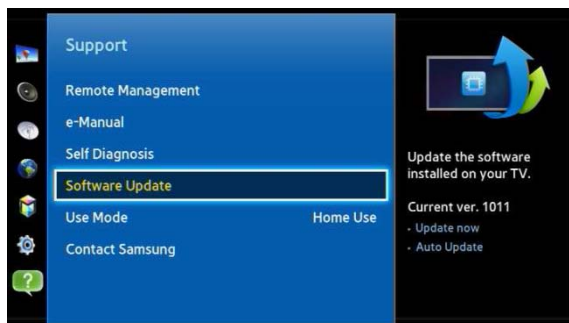 Support
Remote Management
e-Manual
Self Diagnosis
Software Update
Use Mode Home Use
Contact Samsung
Update the software
installed on your TV.
Current ver. 1011
• Update now
• Auto Update
?